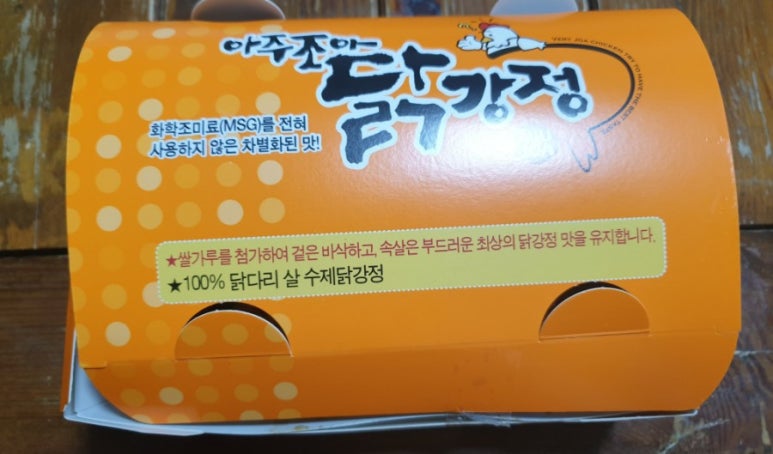 아주조아
닭강정
화학조미료(MSG)를 전혀
사용하지 않은 차별화된 맛!
★쌀가루를 첨가하여 겉은 바삭하고, 속살은 부드러운 최상의 닭강정 맛을 유지합니다.
★100% 닭다리 살 수제닭강정